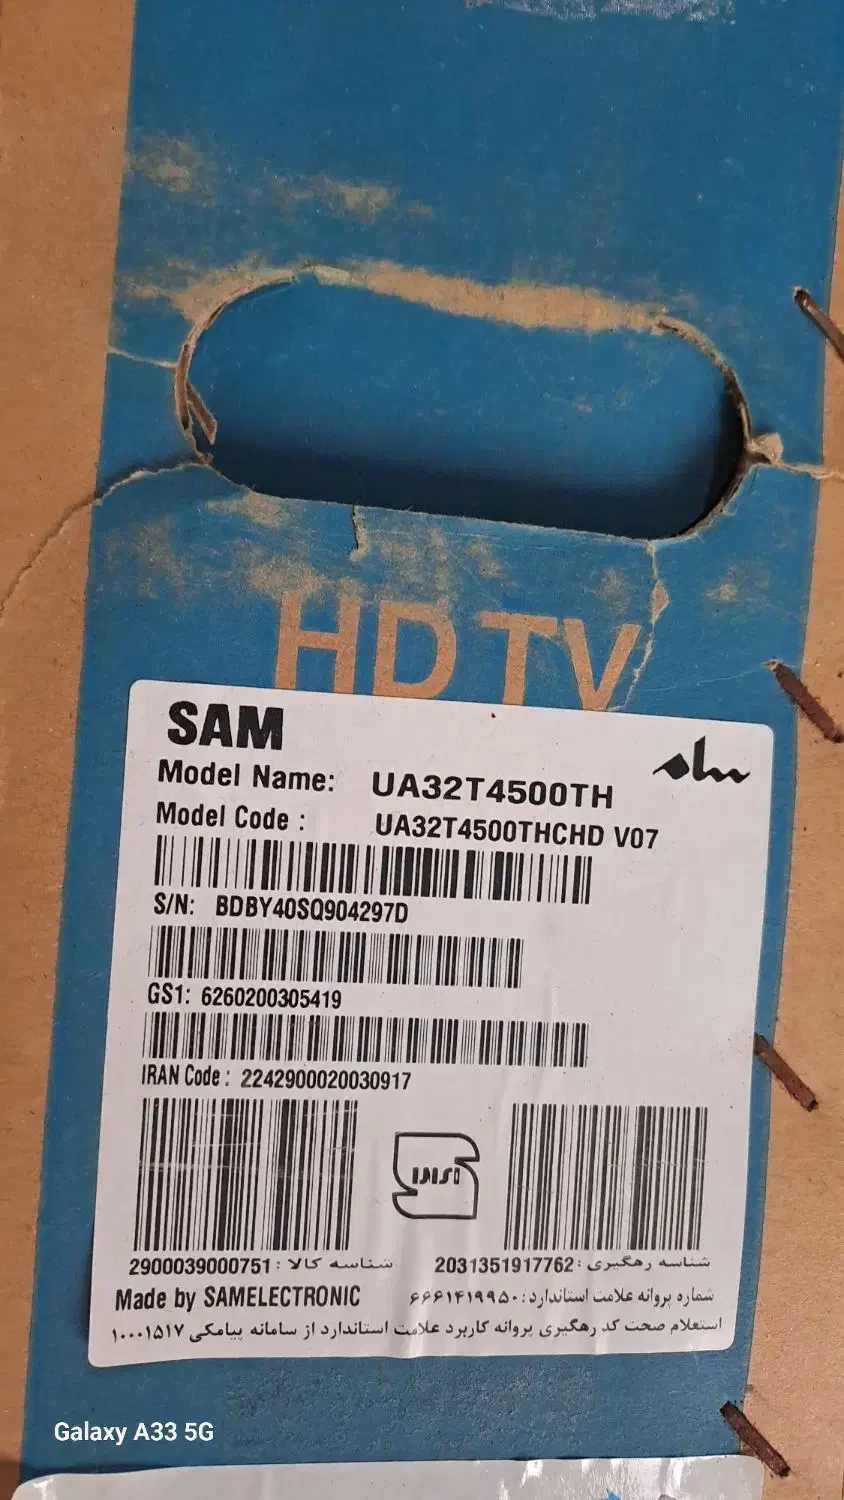 HD TV
SAM سام
Model Name: UA32T4500TH
Model Code : UA32T4500THCHD V07
S/N: BDBY40SQ904297D
GS1: 6260200305419
IRAN Code : 2242900020030917
شناسه رهگیری : 2031351917762
شناسه کالا : 2900039000751
شماره پروانه علامت استاندارد : ۶۶۶۱۴۱۹۹۵۰
Made by SAMELECTRONIC
استعلام صحت کد رهگیری پروانه کاربرد علامت استاندارد از سامانه پیامکی ۱۰۰۰۱۵۱۷
Galaxy A33 5G